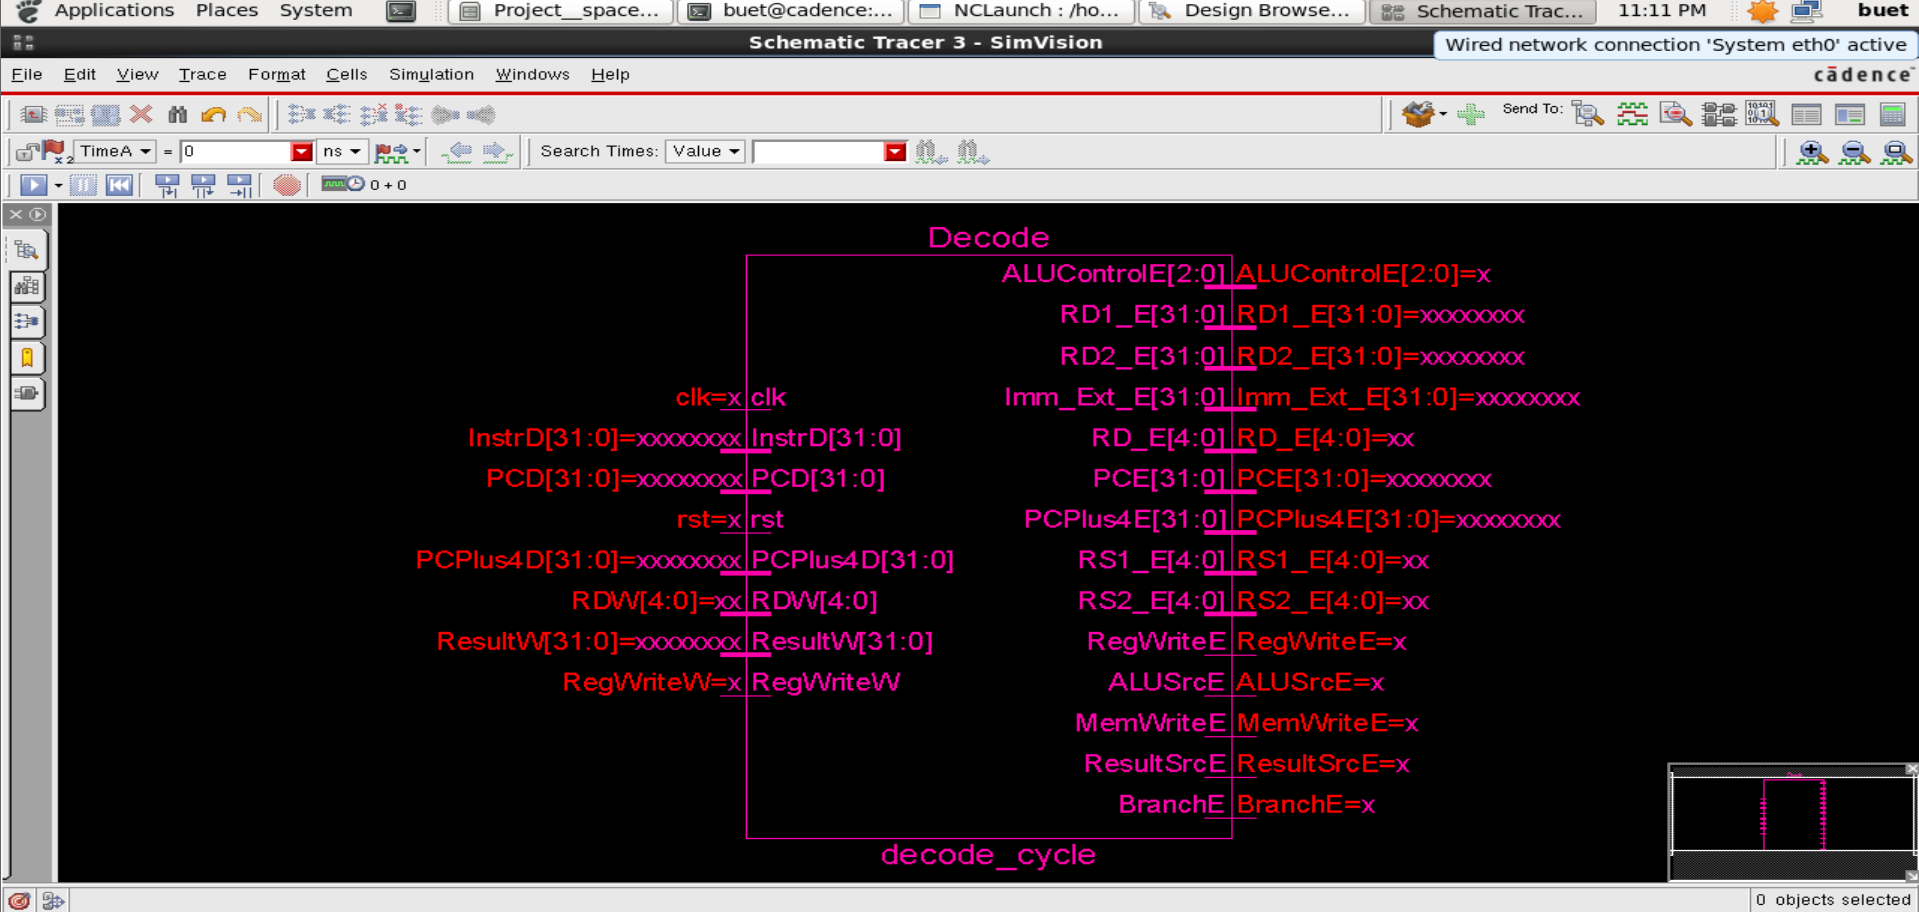 Applications Places System Project__space... buet@cadence:... NCLaunch : /ho... Design Browse... Schematic Trac... 11:11 PM buet
Schematic Tracer 3 - SimVision
Wired network connection 'System eth0' active
File Edit View Trace Format Cells Simulation Windows Help
cādence
Send To:
TimeA = 0 ns Search Times: Value
0 + 0
Decode
ALUControlE[2:0] ALUControlE[2:0]=x
RD1_E[31:0] RD1_E[31:0]=xxxxxxxx
RD2_E[31:0] RD2_E[31:0]=xxxxxxxx
clk=x clk Imm_Ext_E[31:0] Imm_Ext_E[31:0]=xxxxxxxx
InstrD[31:0]=xxxxxxxx InstrD[31:0] RD_E[4:0] RD_E[4:0]=xx
PCD[31:0]=xxxxxxxx PCD[31:0] PCE[31:0] PCE[31:0]=xxxxxxxx
rst=x rst PCPlus4E[31:0] PCPlus4E[31:0]=xxxxxxxx
PCPlus4D[31:0]=xxxxxxxx PCPlus4D[31:0] RS1_E[4:0] RS1_E[4:0]=xx
RDW[4:0]=xx RDW[4:0] RS2_E[4:0] RS2_E[4:0]=xx
ResultW[31:0]=xxxxxxxx ResultW[31:0] RegWriteE RegWriteE=x
RegWriteW=x RegWriteW ALUSrcE ALUSrcE=x
MemWriteE MemWriteE=x
ResultSrcE ResultSrcE=x
BranchE BranchE=x
decode_cycle
0 objects selected